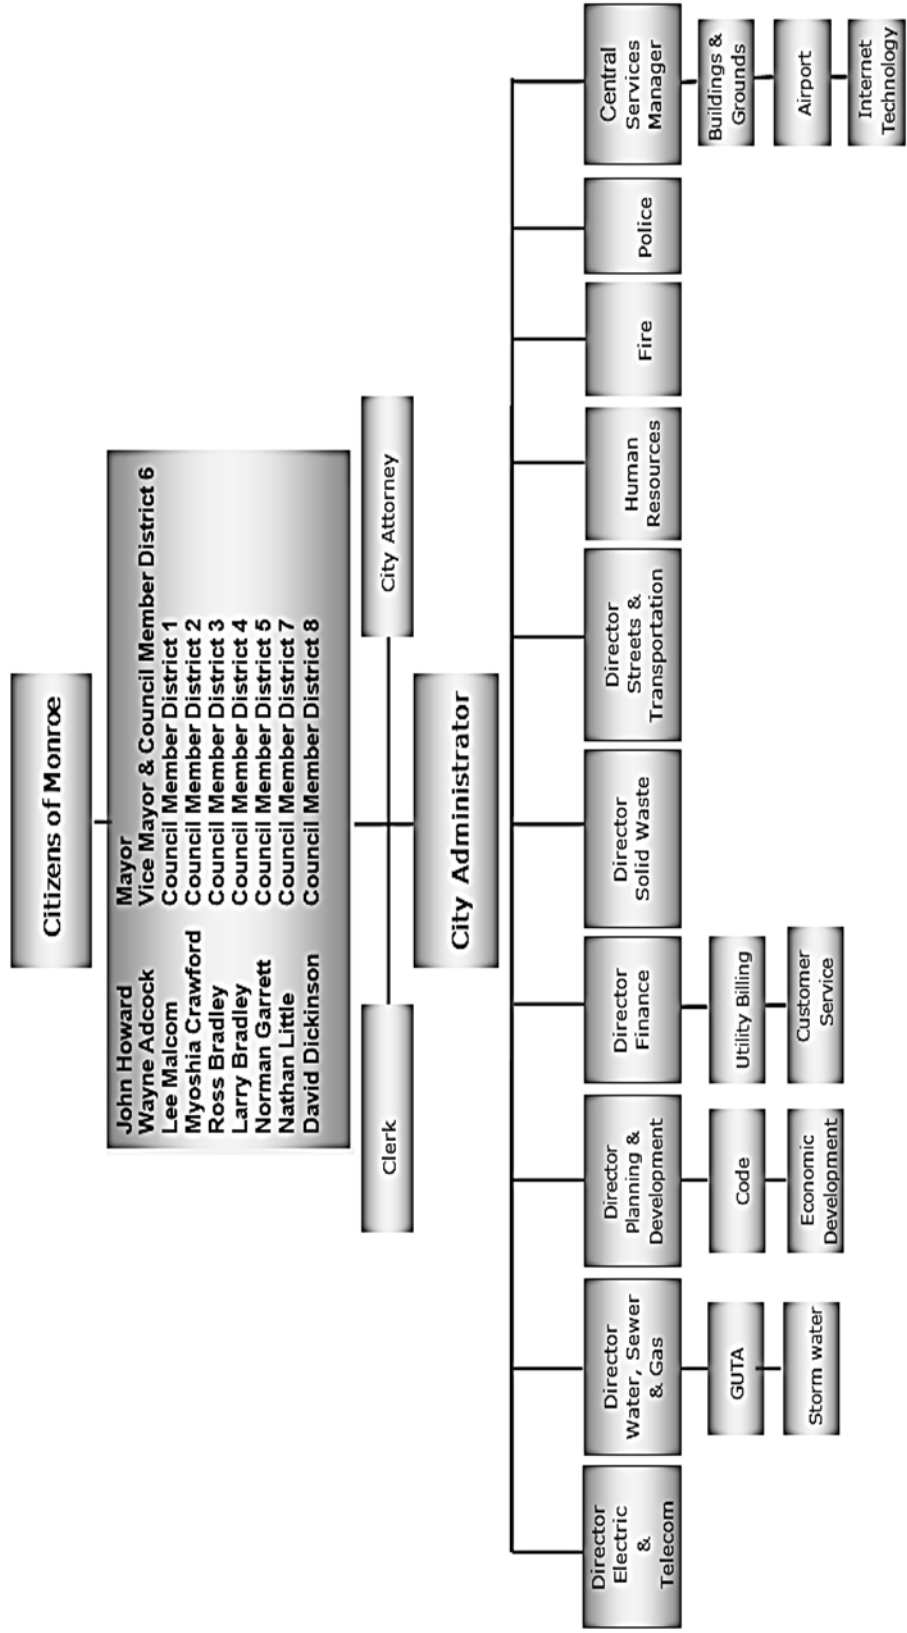 Citizens of Monroe
John Howard Mayor
Wayne Adcock Vice Mayor & Council Member District 6
Lee Malcom Council Member District 1
Myoshia Crawford Council Member District 2
Ross Bradley Council Member District 3
Larry Bradley Council Member District 4
Norman Garrett Council Member District 5
Nathan Little Council Member District 7
David Dickinson Council Member District 8
Clerk
City Attorney
City Administrator
Director
Electric
&
Telecom
Director
Water, Sewer
& Gas
GUTA
Storm water
Director
Planning &
Development
Code
Economic
Development
Director
Finance
Utility Billing
Customer
Service
Director
Solid Waste
Director
Streets &
Transportation
Human
Resources
Fire
Police
Central
Services
Manager
Buildings &
Grounds
Airport
Internet
Technology